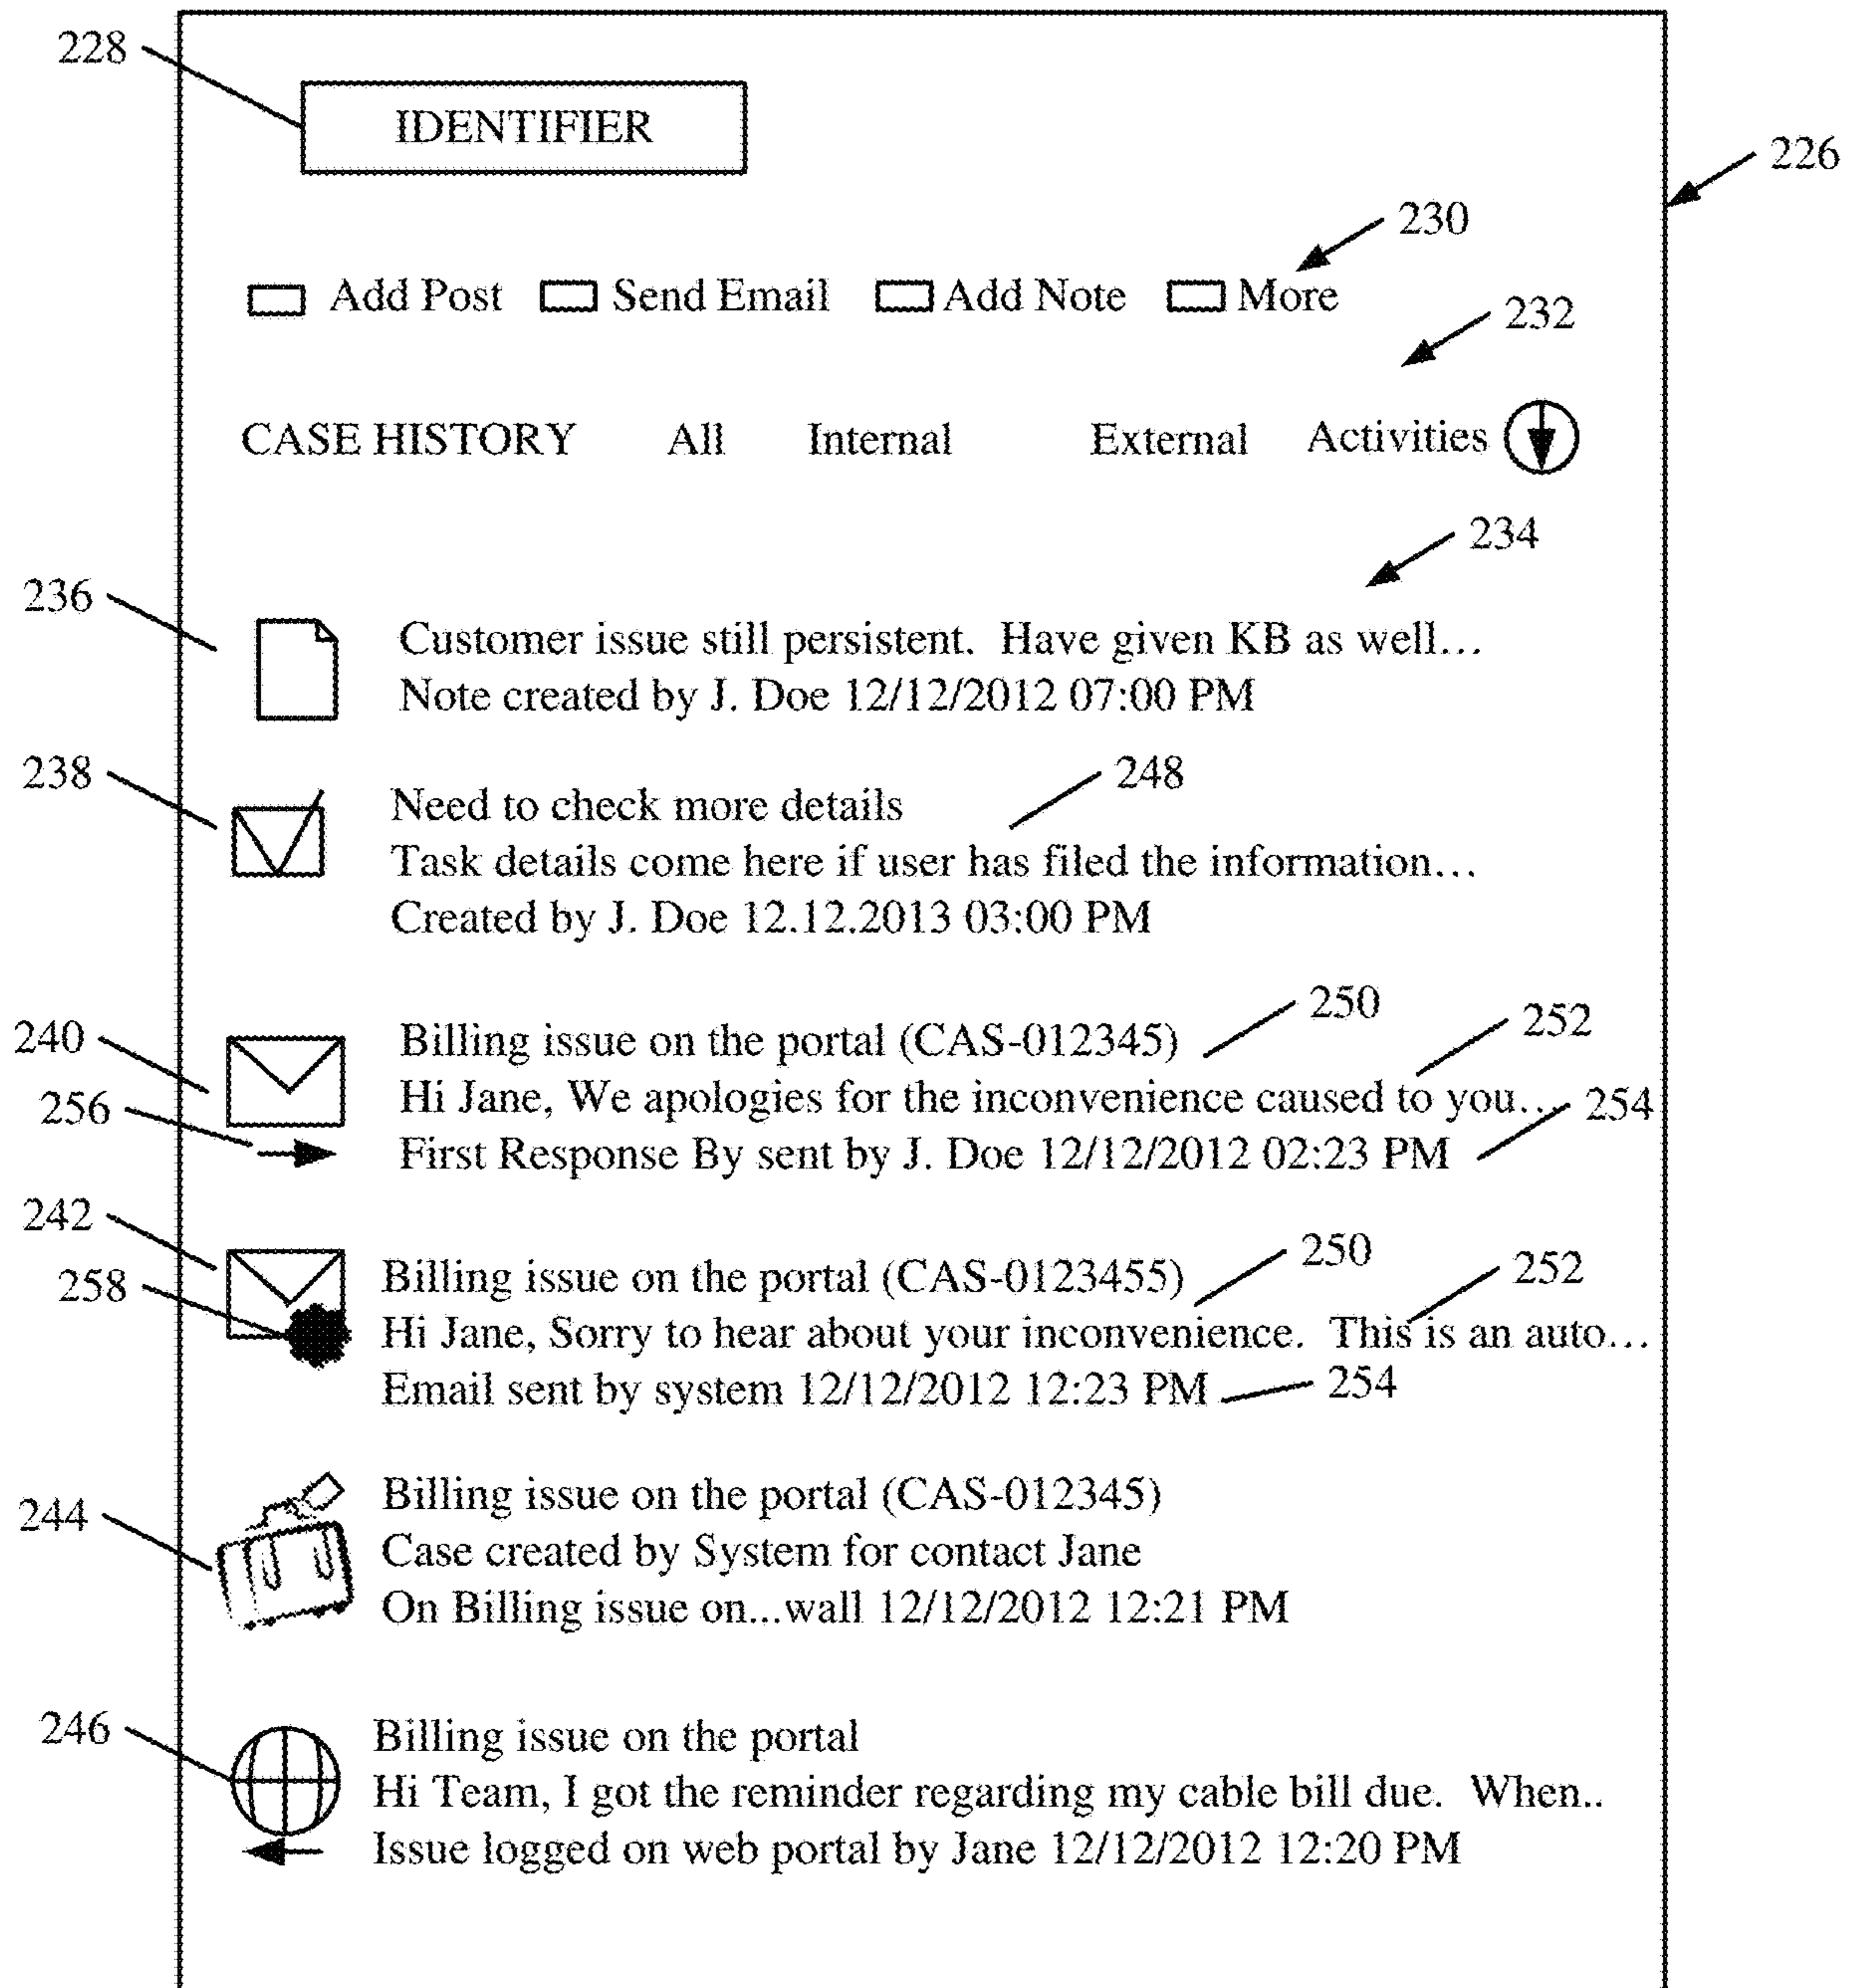 228
IDENTIFIER
226
230
Add Post Send Email Add Note More
232
CASE HISTORY All Internal External Activities
234
236
Customer issue still persistent. Have given KB as well...
Note created by J. Doe 12/12/2012 07:00 PM
238
248
Need to check more details
Task details come here if user has filed the information...
Created by J. Doe 12.12.2013 03:00 PM
240
250
Billing issue on the portal (CAS-012345)
252
Hi Jane, We apologies for the inconvenience caused to you...
256
254
First Response By sent by J. Doe 12/12/2012 02:23 PM
242
250
Billing issue on the portal (CAS-0123455)
252
258
Hi Jane, Sorry to hear about your inconvenience. This is an auto...
Email sent by system 12/12/2012 12:23 PM
254
244
Billing issue on the portal (CAS-012345)
Case created by System for contact Jane
On Billing issue on...wall 12/12/2012 12:21 PM
246
Billing issue on the portal
Hi Team, I got the reminder regarding my cable bill due. When..
Issue logged on web portal by Jane 12/12/2012 12:20 PM